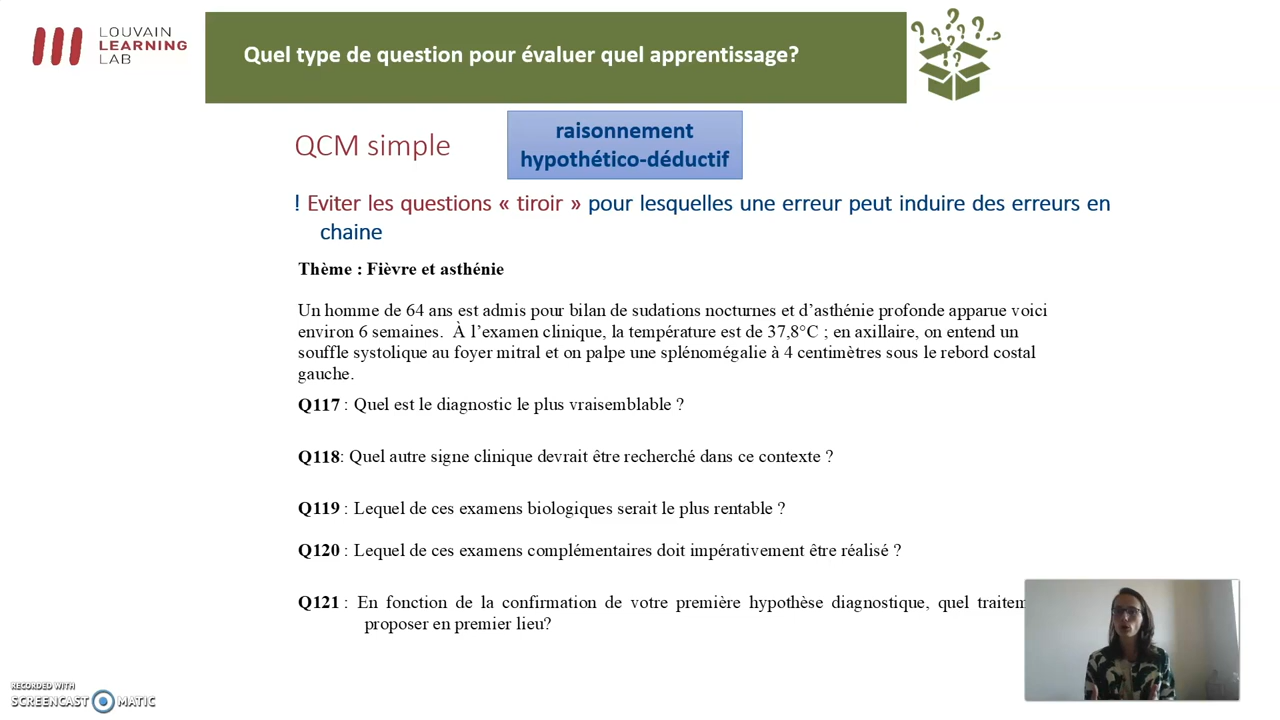 LOUVAIN
LEARNING
LAB
Quel type de question pour évaluer quel apprentissage?
QCM simple
raisonnement
hypothético-déductif
! Eviter les questions « tiroir » pour lesquelles une erreur peut induire des erreurs en
chaine
Thème : Fièvre et asthénie
Un homme de 64 ans est admis pour bilan de sudations nocturnes et d’asthénie profonde apparue voici
environ 6 semaines. À l’examen clinique, la température est de 37,8°C ; en axillaire, on entend un
souffle systolique au foyer mitral et on palpe une splénomégalie à 4 centimètres sous le rebord costal
gauche.
Q117 : Quel est le diagnostic le plus vraisemblable ?
Q118: Quel autre signe clinique devrait être recherché dans ce contexte ?
Q119 : Lequel de ces examens biologiques serait le plus rentable ?
Q120 : Lequel de ces examens complémentaires doit impérativement être réalisé ?
Q121 : En fonction de la confirmation de votre première hypothèse diagnostique, quel
proposer en premier lieu?
RECORDED WITH
SCREENCAST MATIC